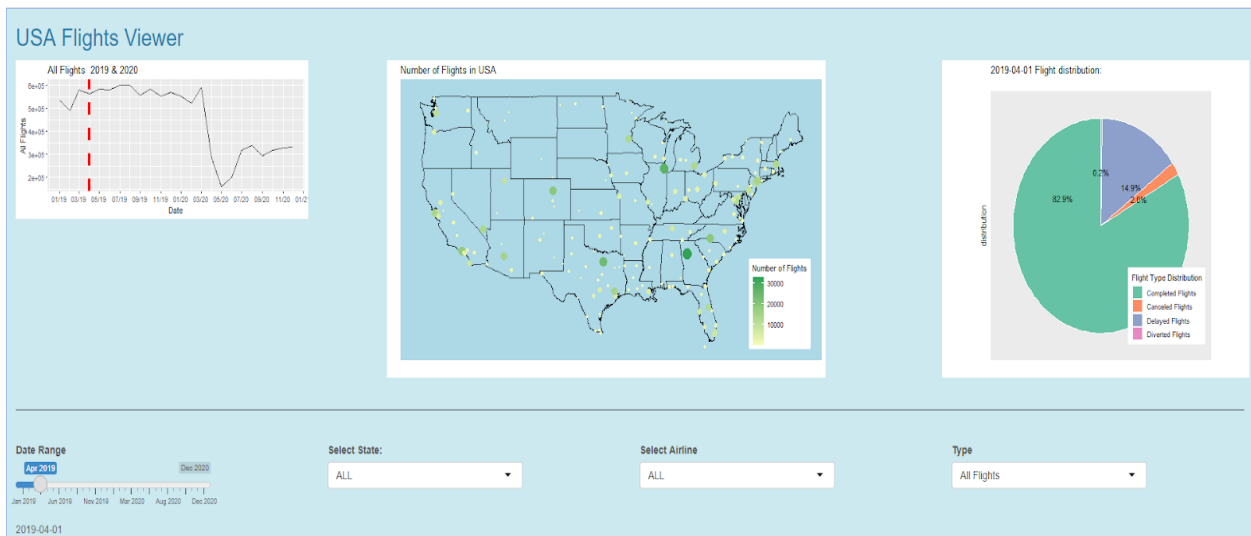 USA Flights Viewer
All Flights 2019 & 2020
6e+05
5e+05
4e+05
3e+05
2e+05
All Flights
01/19 03/19 05/19 07/19 09/19 11/19 01/20 03/20 05/20 07/20 09/20 11/20 01/2
Date
Number of Flights in USA
Number of Flights
30000
20000
10000
2019-04-01 Flight distribution:
distribution
0.2%
14.9%
82.9%
Flight Type Distribution
Completed Flights
Canceled Flights
Delayed Flights
Diverted Flights
Date Range
Apr 2019 Dec 2020
Jan 2019 Jun 2019 Nov 2019 Mar 2020 Aug 2020 Dec 2020
2019-04-01
Select State:
ALL
Select Airline
ALL
Type
All Flights